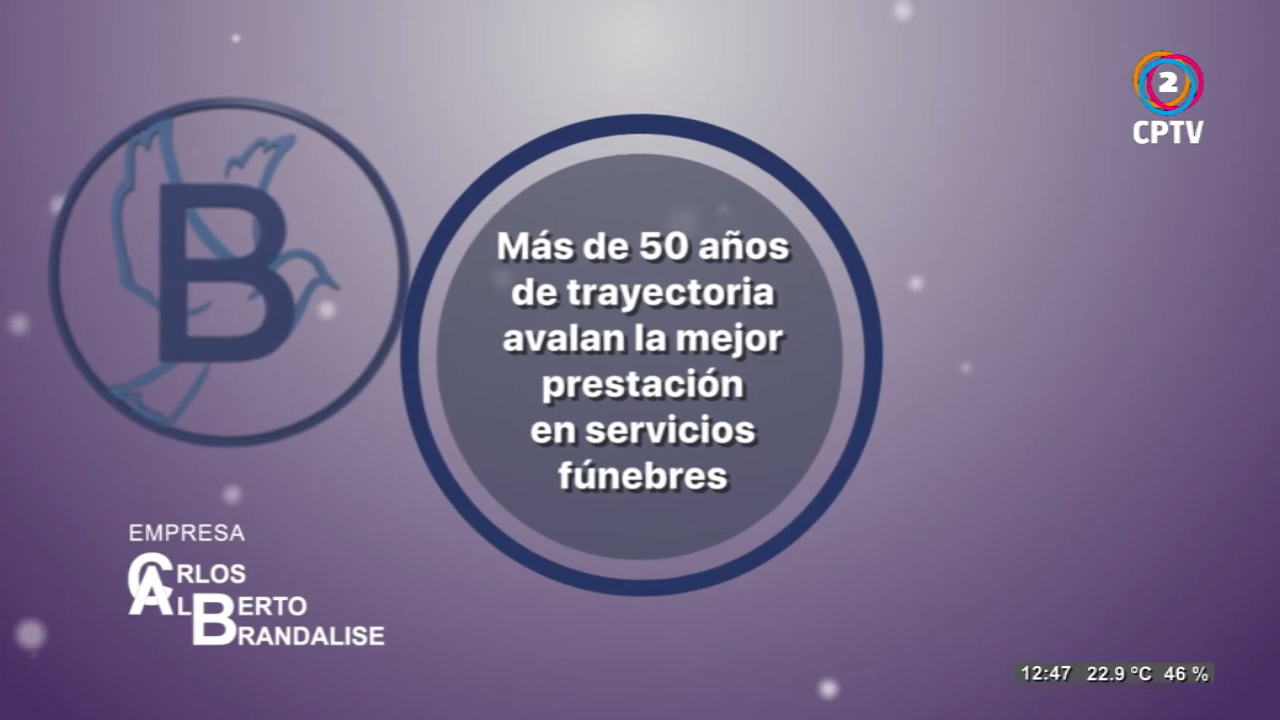 2
CPTV
B
Más de 50 años
de trayectoria
avalan la mejor
prestación
en servicios
fúnebres
EMPRESA
CARLOS
ALBERTO
BRANDALISE
12:47 22.9 °C 46 %